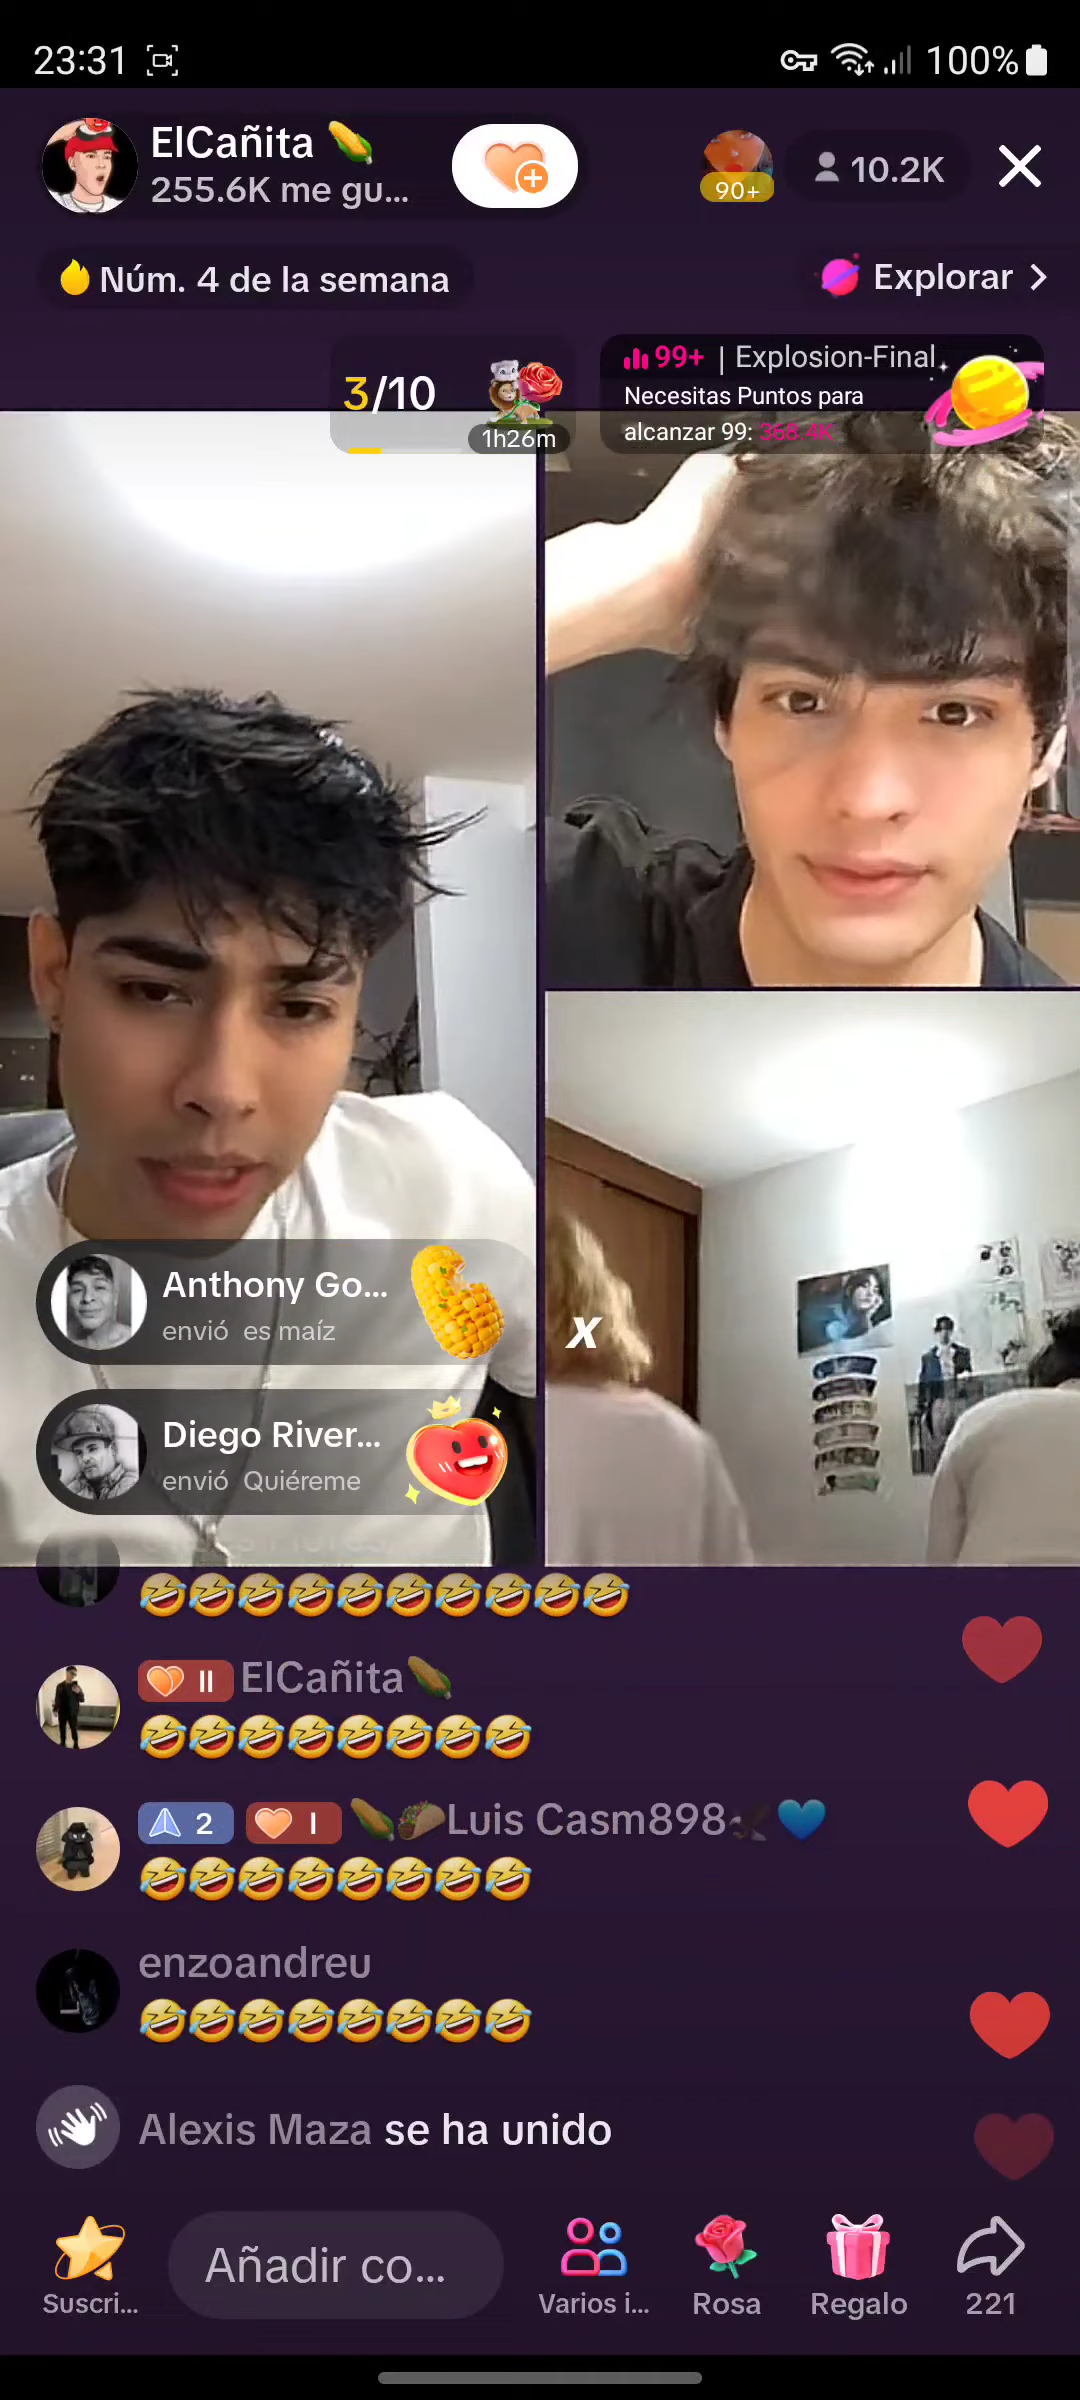 23:31
100%
ElCañita 🌽
255.6K me gu...
90+
10.2K
Núm. 4 de la semana
Explorar
3/10
1h26m
99+ | Explosion-Final
Necesitas Puntos para
alcanzar 99: 368.4K
Anthony Go...
envió es maíz
x
Diego River...
envió Quiéreme
🤣🤣🤣🤣🤣🤣🤣🤣🤣🤣
II ElCañita🌽
🤣🤣🤣🤣🤣🤣🤣🤣
2 I 🌽🌮Luis Casm898🦅💙
🤣🤣🤣🤣🤣🤣🤣🤣
enzoandreu
🤣🤣🤣🤣🤣🤣🤣🤣
Alexis Maza se ha unido
Añadir co...
Suscri...
Varios i...
Rosa
Regalo
221